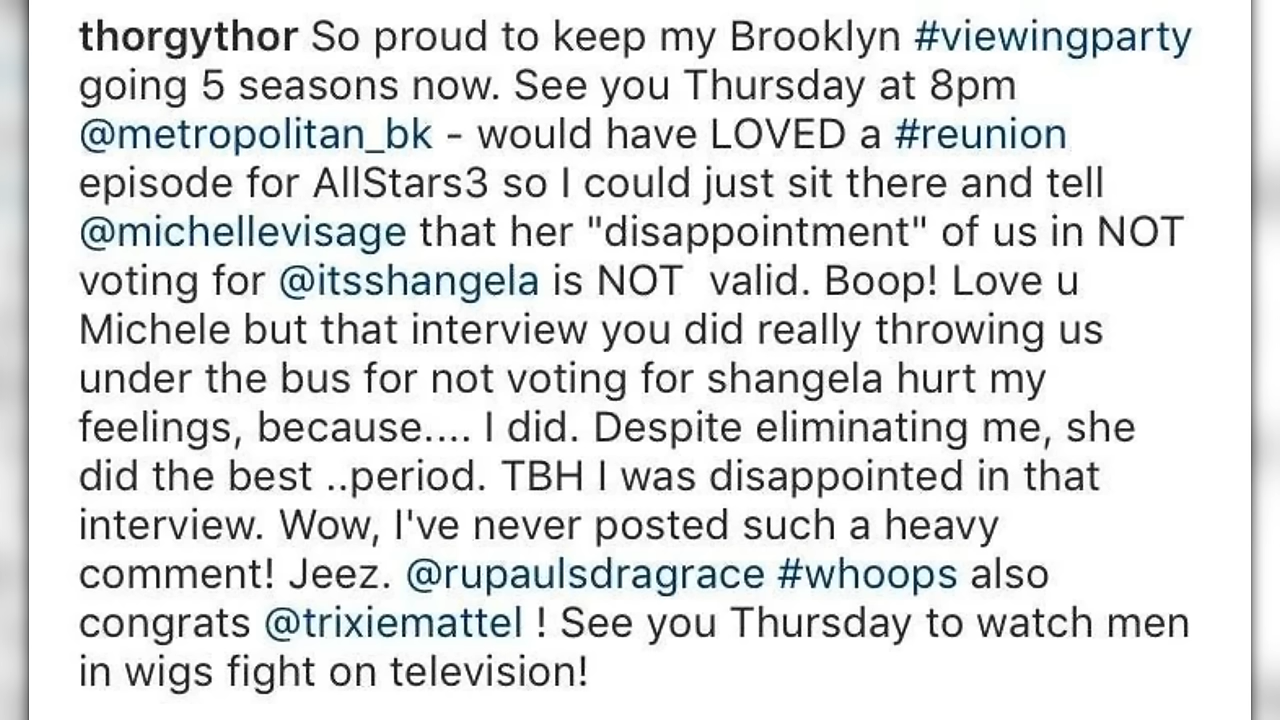 thorgythor So proud to keep my Brooklyn #viewingparty
going 5 seasons now. See you Thursday at 8pm
@metropolitan_bk - would have LOVED a #reunion
episode for AllStars3 so I could just sit there and tell
@michellevisage that her "disappointment" of us in NOT
voting for @itsshangela is NOT  valid. Boop! Love u
Michele but that interview you did really throwing us
under the bus for not voting for shangela hurt my
feelings, because.... I did. Despite eliminating me, she
did the best ..period. TBH I was disappointed in that
interview. Wow, I've never posted such a heavy
comment! Jeez. @rupaulsdragrace #whoops also
congrats @trixiemattel ! See you Thursday to watch men
in wigs fight on television!